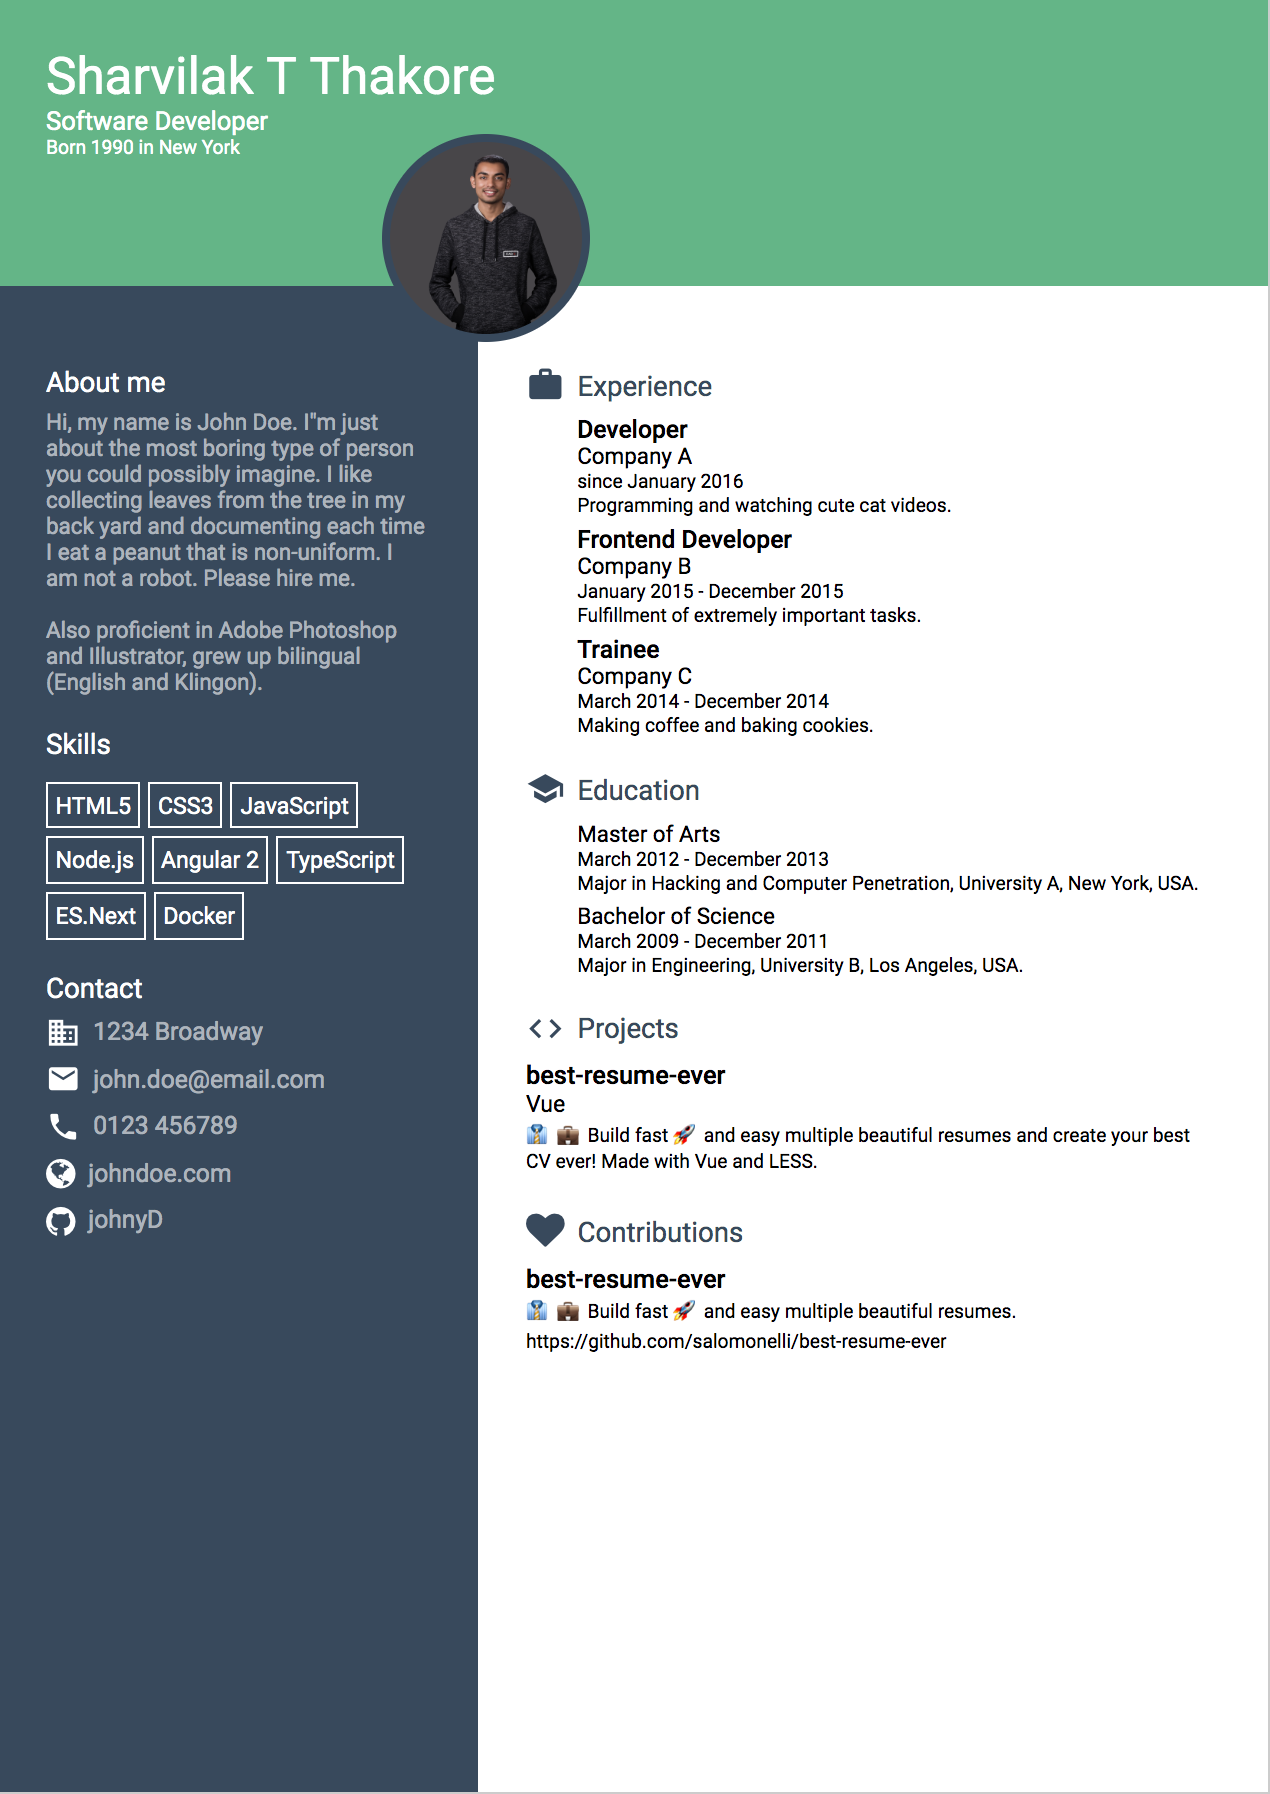 Sharvilak T Thakore
Software Developer
Born 1990 in New York
About me
Hi, my name is John Doe. I"m just
about the most boring type of person
you could possibly imagine. I like
collecting leaves from the tree in my
back yard and documenting each time
I eat a peanut that is non-uniform. I
am not a robot. Please hire me.
Also proficient in Adobe Photoshop
and Illustrator, grew up bilingual
(English and Klingon).
Skills
HTML5 CSS3 JavaScript
Node.js Angular 2 TypeScript
ES.Next Docker
Contact
1234 Broadway
john.doe@email.com
0123 456789
johndoe.com
johnyD
Experience
Developer
Company A
since January 2016
Programming and watching cute cat videos.
Frontend Developer
Company B
January 2015 - December 2015
Fulfillment of extremely important tasks.
Trainee
Company C
March 2014 - December 2014
Making coffee and baking cookies.
Education
Master of Arts
March 2012 - December 2013
Major in Hacking and Computer Penetration, University A, New York, USA.
Bachelor of Science
March 2009 - December 2011
Major in Engineering, University B, Los Angeles, USA.
Projects
best-resume-ever
Vue
👔 💼 Build fast 🚀 and easy multiple beautiful resumes and create your best
CV ever! Made with Vue and LESS.
Contributions
best-resume-ever
👔 💼 Build fast 🚀 and easy multiple beautiful resumes.
https://github.com/salomonelli/best-resume-ever